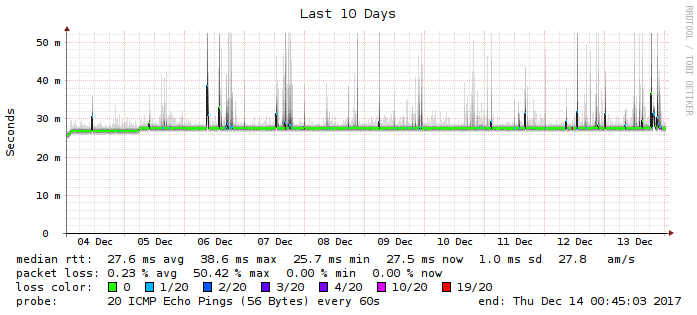 Last 10 Days
RRDTOOL / TOBI OETIKER
Seconds
50 m
40 m
30 m
20 m
10 m
0
04 Dec 05 Dec 06 Dec 07 Dec 08 Dec 09 Dec 10 Dec 11 Dec 12 Dec 13 Dec
median rtt: 27.6 ms avg 38.6 ms max 25.7 ms min 27.5 ms now 1.0 ms sd 27.8 am/s
packet loss: 0.23 % avg 50.42 % max 0.00 % min 0.00 % now
loss color: 0 1/20 2/20 3/20 4/20 10/20 19/20
probe: 20 ICMP Echo Pings (56 Bytes) every 60s end: Thu Dec 14 00:45:03 2017